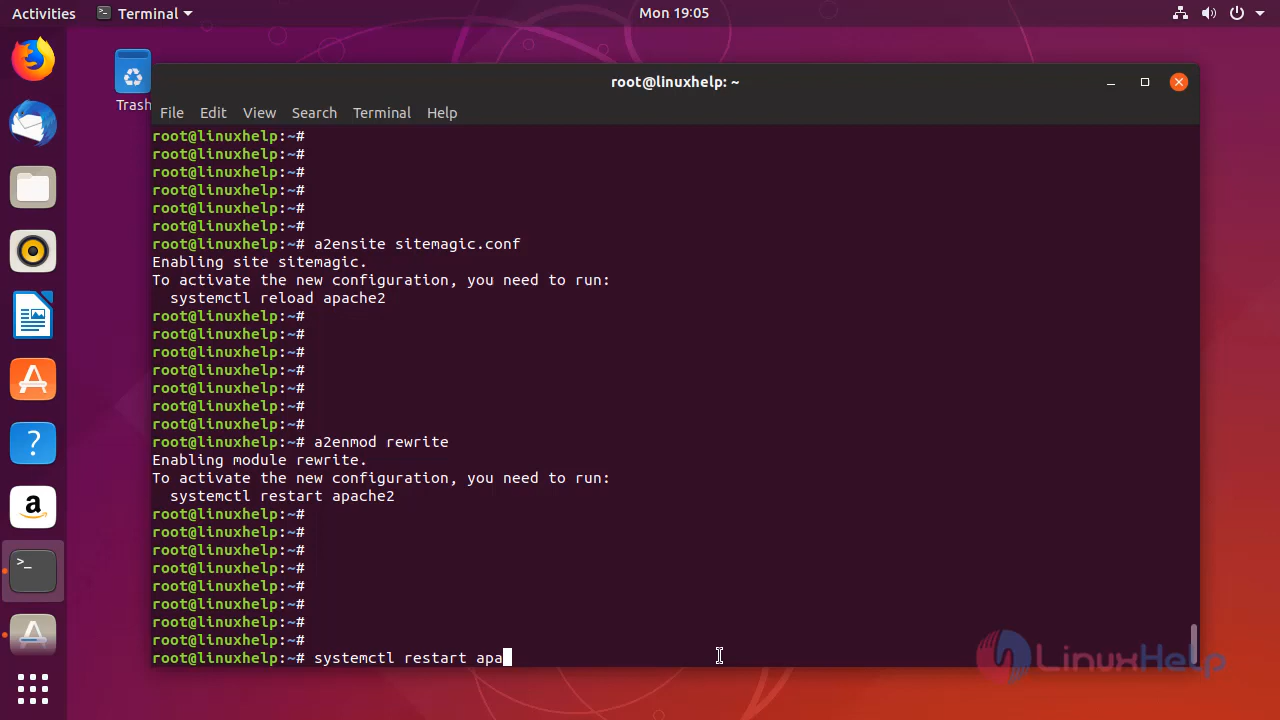 Activities Terminal Mon 19:05
Trash
root@linuxhelp: ~
File Edit View Search Terminal Help
root@linuxhelp:~#
root@linuxhelp:~#
root@linuxhelp:~#
root@linuxhelp:~#
root@linuxhelp:~#
root@linuxhelp:~#
root@linuxhelp:~# a2ensite sitemagic.conf
Enabling site sitemagic.
To activate the new configuration, you need to run:
  systemctl reload apache2
root@linuxhelp:~#
root@linuxhelp:~#
root@linuxhelp:~#
root@linuxhelp:~#
root@linuxhelp:~#
root@linuxhelp:~#
root@linuxhelp:~#
root@linuxhelp:~# a2enmod rewrite
Enabling module rewrite.
To activate the new configuration, you need to run:
  systemctl restart apache2
root@linuxhelp:~#
root@linuxhelp:~#
root@linuxhelp:~#
root@linuxhelp:~#
root@linuxhelp:~#
root@linuxhelp:~#
root@linuxhelp:~#
root@linuxhelp:~#
root@linuxhelp:~# systemctl restart apa
LinuxHelp